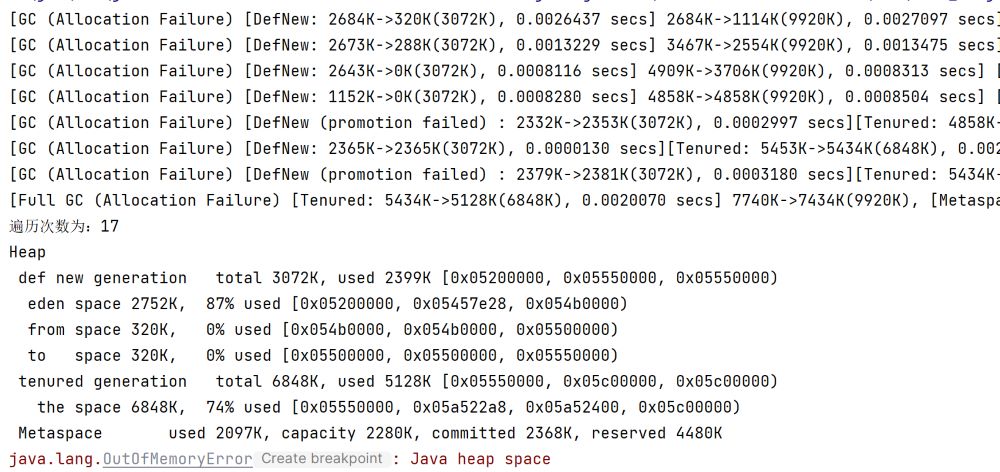 [GC (Allocation Failure) [DefNew: 2684K->320K(3072K), 0.0026437 secs] 2684K->1114K(9920K), 0.0027097 secs]
[GC (Allocation Failure) [DefNew: 2673K->288K(3072K), 0.0013229 secs] 3467K->2554K(9920K), 0.0013475 secs]
[GC (Allocation Failure) [DefNew: 2643K->0K(3072K), 0.0008116 secs] 4909K->3706K(9920K), 0.0008313 secs] [
[GC (Allocation Failure) [DefNew: 1152K->0K(3072K), 0.0008280 secs] 4858K->4858K(9920K), 0.0008504 secs] [
[GC (Allocation Failure) [DefNew (promotion failed) : 2332K->2353K(3072K), 0.0002997 secs][Tenured: 4858K-
[GC (Allocation Failure) [DefNew: 2365K->2365K(3072K), 0.0000130 secs][Tenured: 5453K->5434K(6848K), 0.002
[GC (Allocation Failure) [DefNew (promotion failed) : 2379K->2381K(3072K), 0.0003180 secs][Tenured: 5434K-
[Full GC (Allocation Failure) [Tenured: 5434K->5128K(6848K), 0.0020070 secs] 7740K->7434K(9920K), [Metaspa
遍历次数为：17
Heap
 def new generation   total 3072K, used 2399K [0x05200000, 0x05550000, 0x05550000)
  eden space 2752K,  87% used [0x05200000, 0x05457e28, 0x054b0000)
  from space 320K,   0% used [0x054b0000, 0x054b0000, 0x05500000)
  to   space 320K,   0% used [0x05500000, 0x05500000, 0x05550000)
 tenured generation   total 6848K, used 5128K [0x05550000, 0x05c00000, 0x05c00000)
   the space 6848K,  74% used [0x05550000, 0x05a522a8, 0x05a52400, 0x05c00000)
 Metaspace       used 2097K, capacity 2280K, committed 2368K, reserved 4480K
java.lang.OutOfMemoryError Create breakpoint : Java heap space